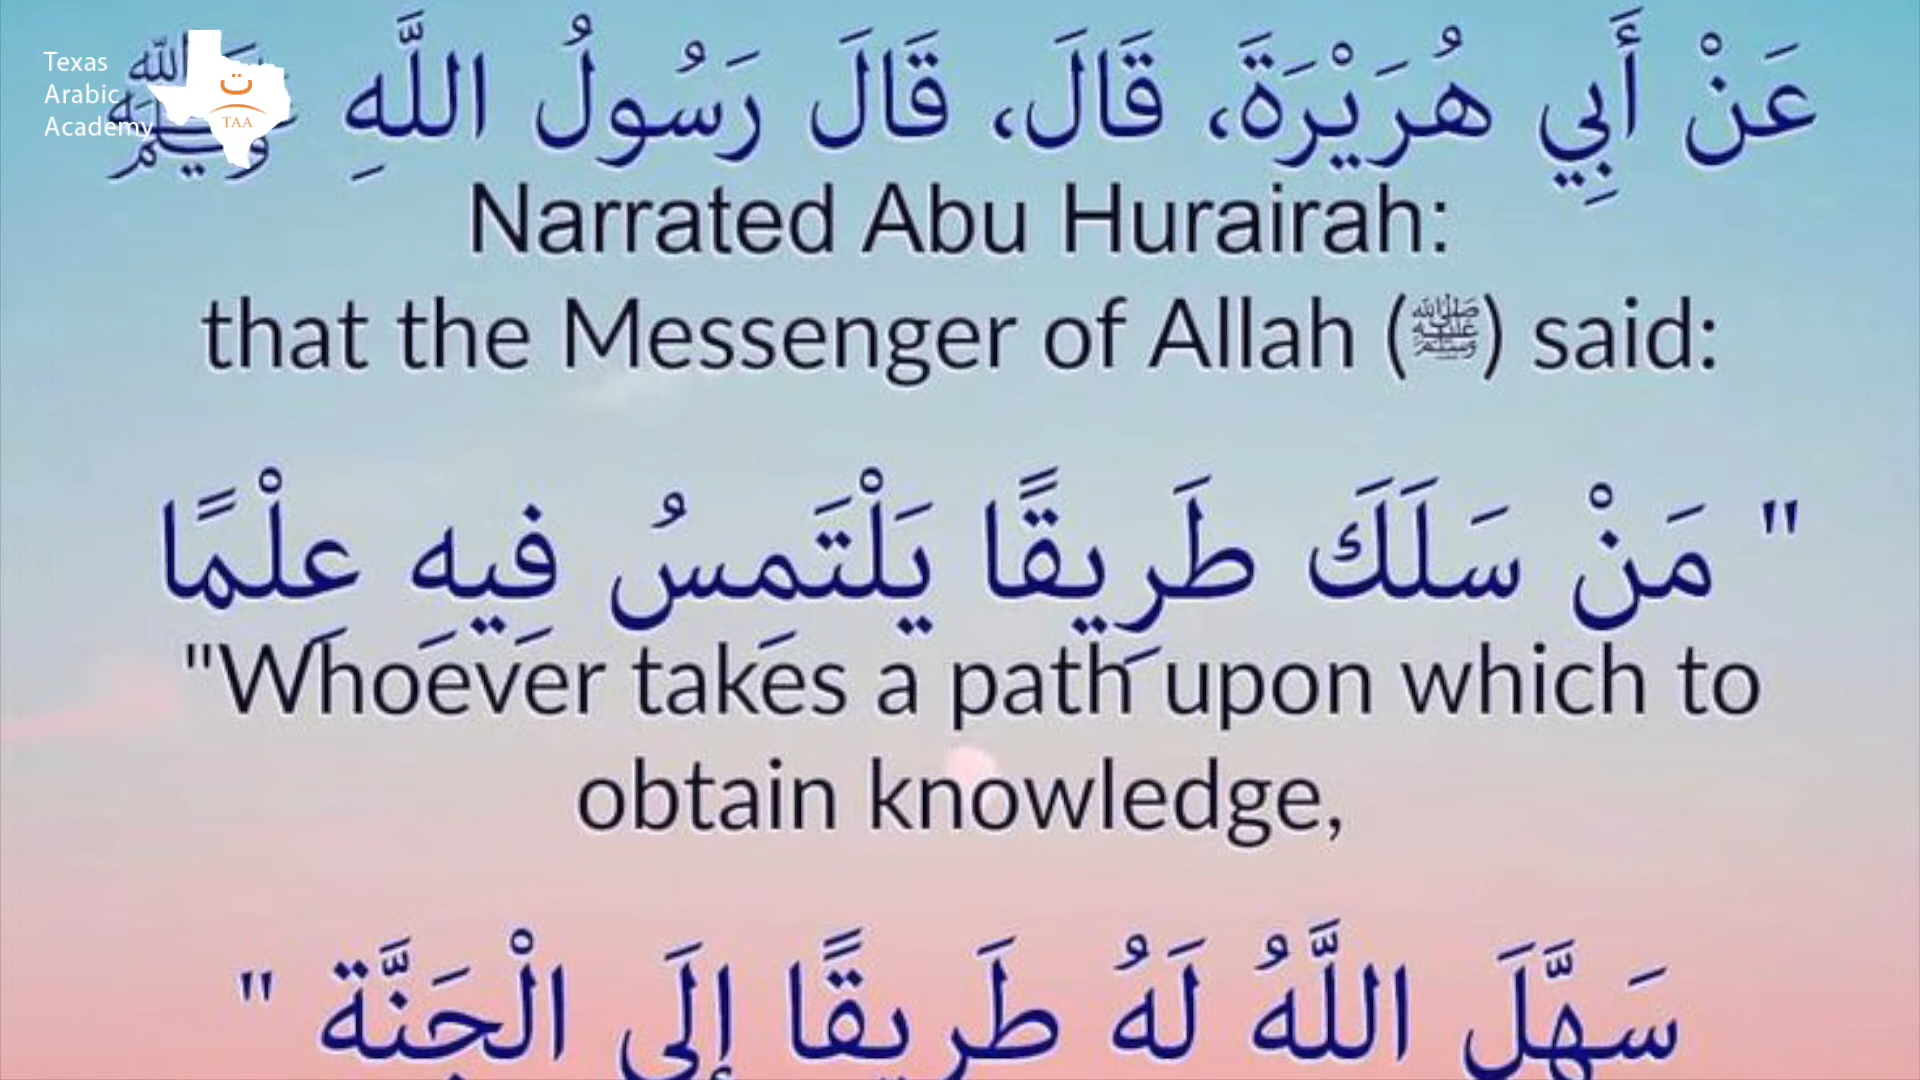 Texas
Arabic
Academy
TAA
عَنْ أَبِي هُرَيْرَةَ، قَالَ، قَالَ رَسُولُ اللَّهِ ﷺ
Narrated Abu Hurairah:
that the Messenger of Allah (ﷺ) said:
" مَنْ سَلَكَ طَرِيقًا يَلْتَمِسُ فِيهِ عِلْمًا
"Whoever takes a path upon which to
obtain knowledge,
سَهَّلَ اللَّهُ لَهُ طَرِيقًا إِلَى الْجَنَّة "